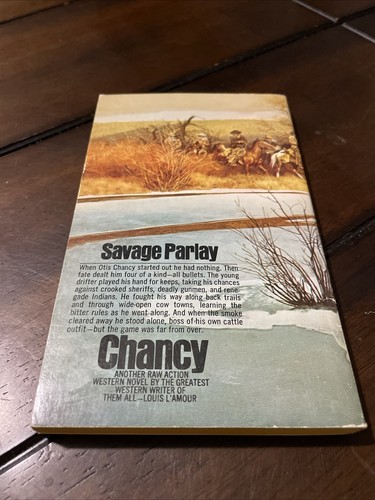 Savage Parlay
When Otis Chancy started out he had nothing. Then
fate dealt him four of a kind—all bullets. The young
drifter played his hand for keeps, taking his chances
against crooked sheriffs, deadly gunmen, and rene-
gade Indians. He fought his way along back trails
and through wide-open cow towns, learning the
bitter rules as he went along. And when the smoke
cleared away he stood alone, boss of his own cattle
outfit—but the game was far from over.
Chancy
ANOTHER RAW ACTION
WESTERN NOVEL BY THE GREATEST
WESTERN WRITER OF
THEM ALL—LOUIS L'AMOUR